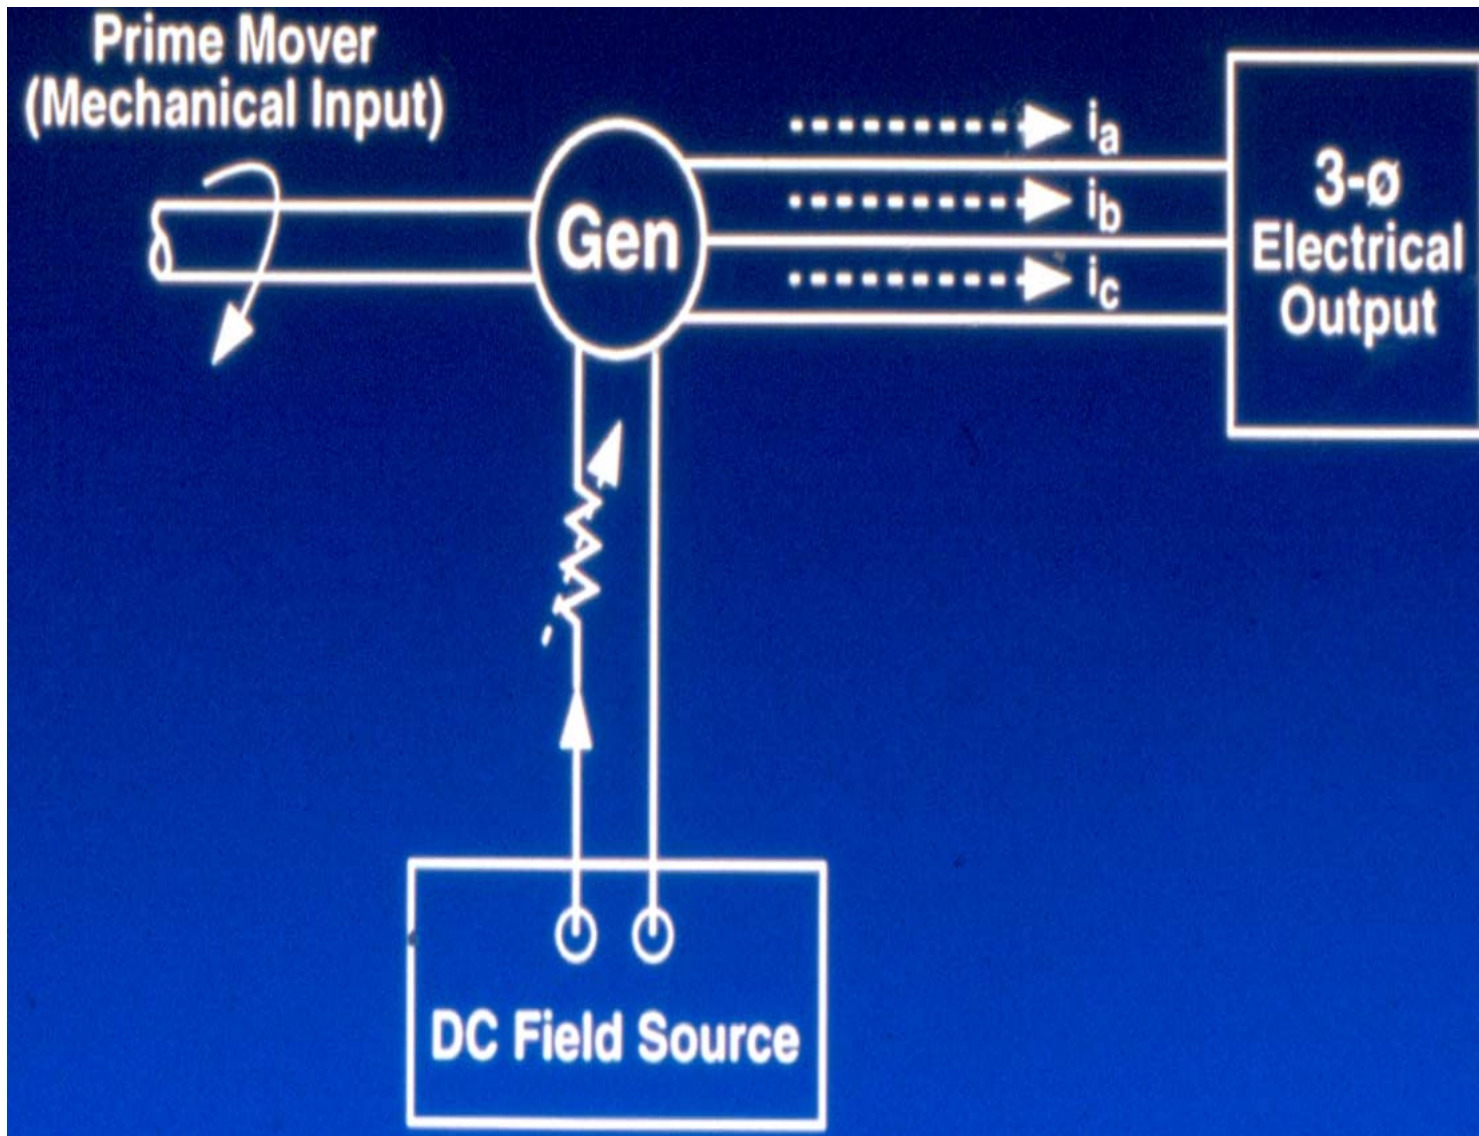 Prime Mover
(Mechanical Input)
Gen
ia
ib
ic
3-ø
Electrical
Output
DC Field Source